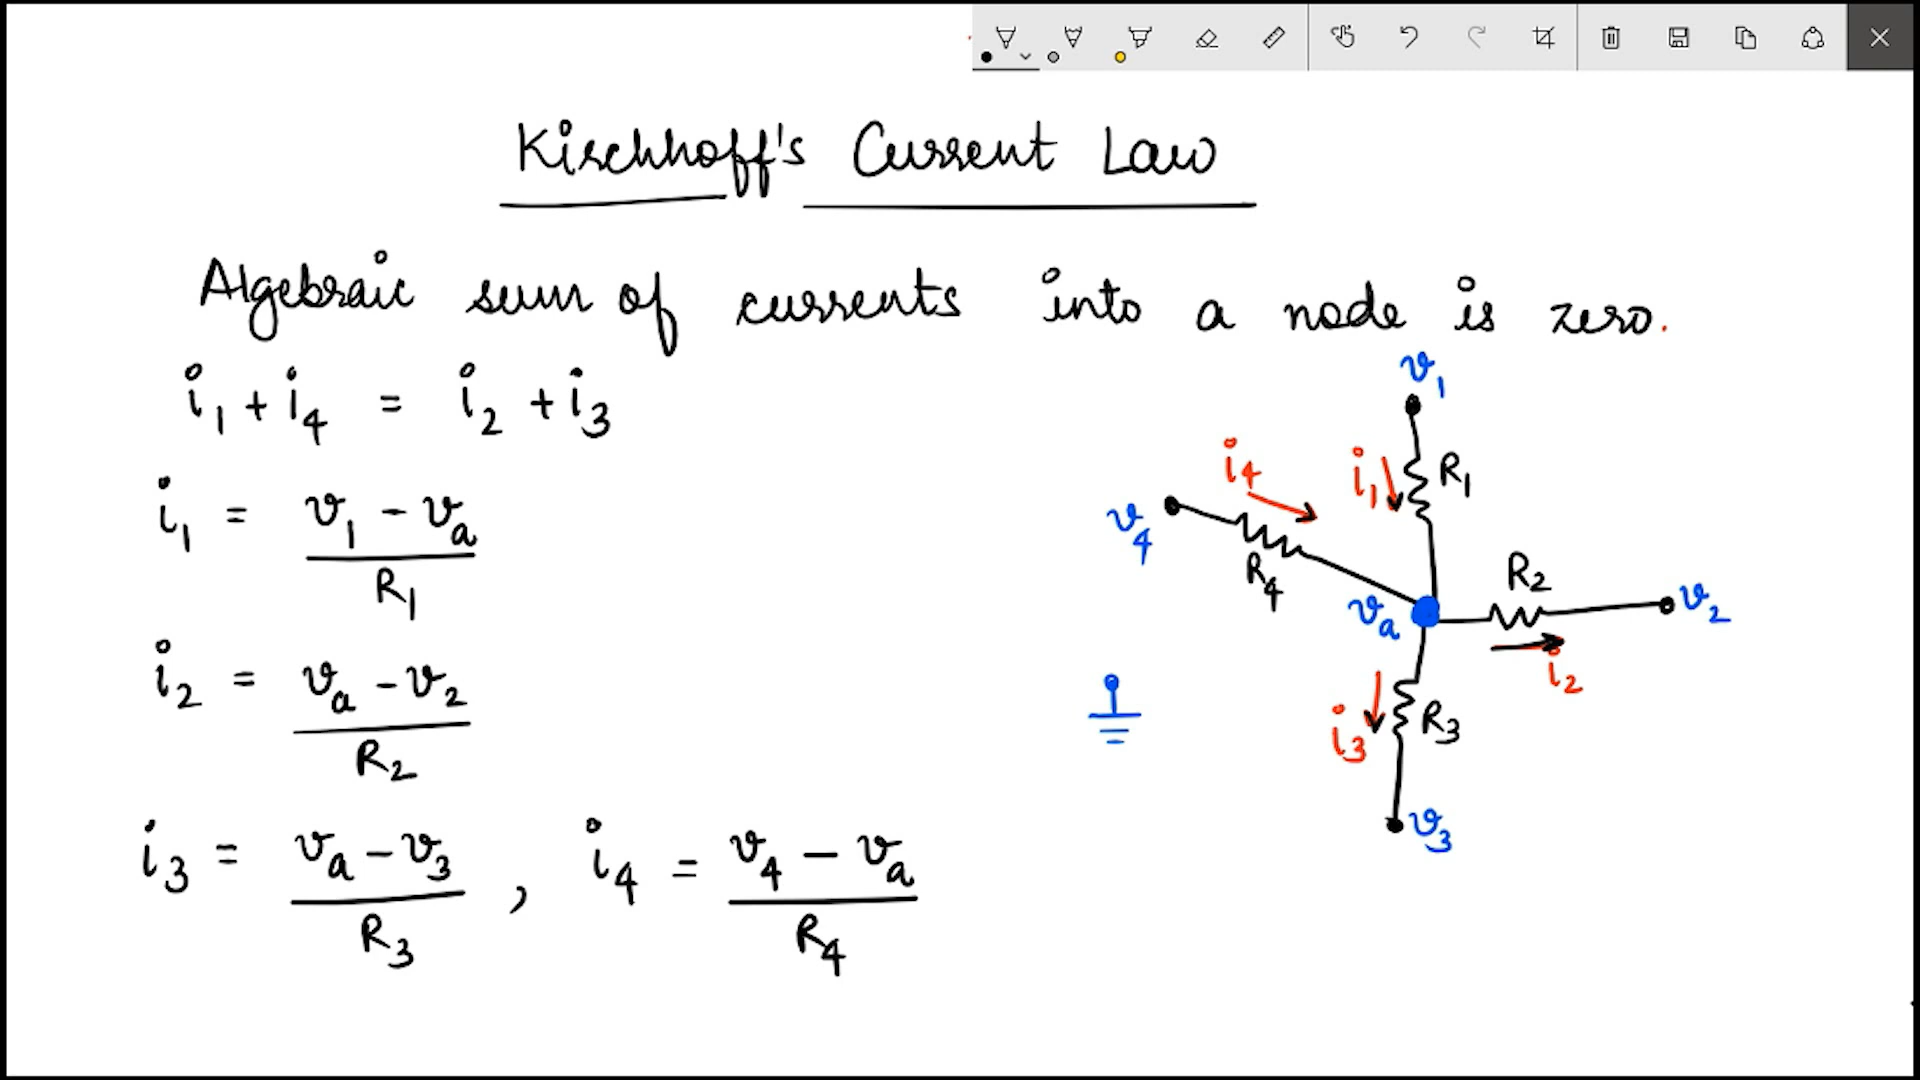 Kirchhoff's Current Law
Algebraic sum of currents into a node is zero.
i₁ + i₄ = i₂ + i₃
i₁ = (v₁ − vₐ) / R₁
i₂ = (vₐ − v₂) / R₂
i₃ = (vₐ − v₃) / R₃ , i₄ = (v₄ − vₐ) / R₄
v₁
i₄ i₁ R₁
v₄
R₄ R₂
vₐ v₂
i₂
i₃ R₃
v₃